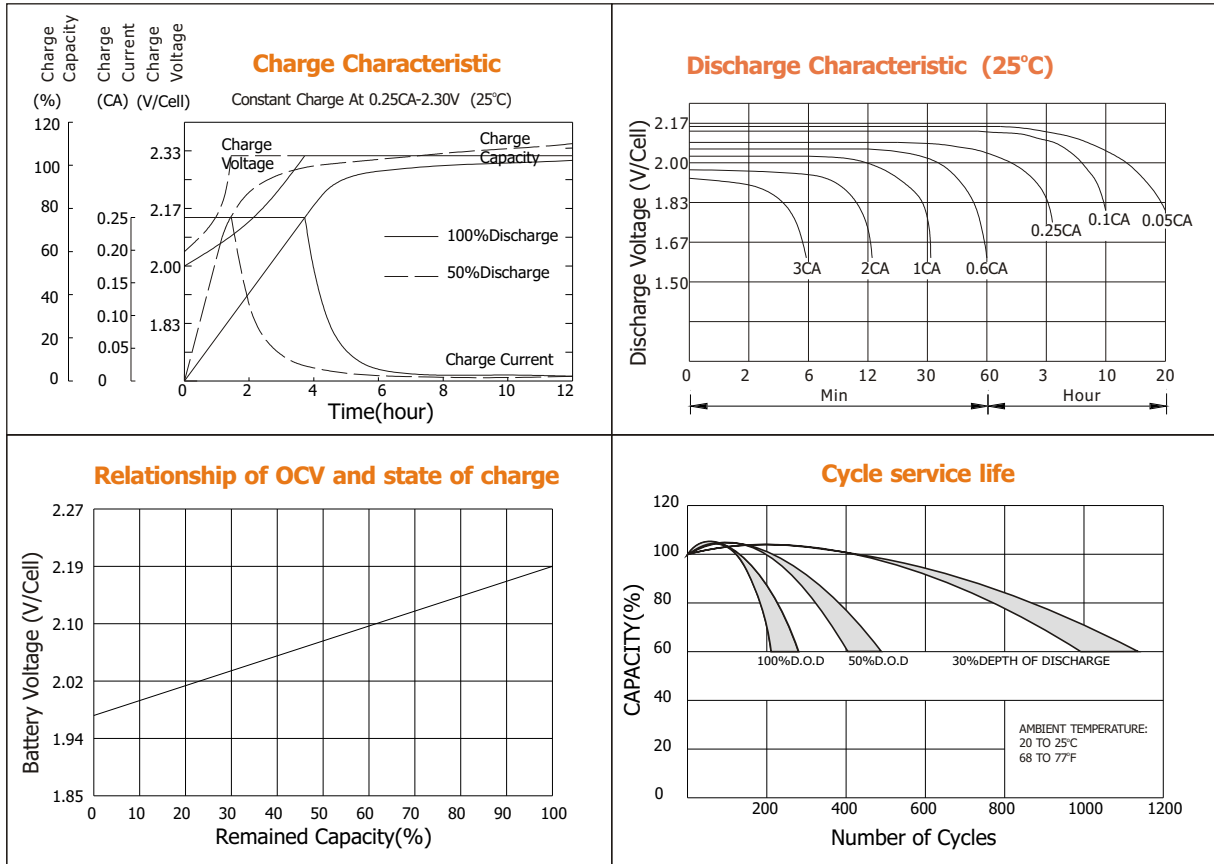 Charge Capacity
Charge Current
Charge Voltage
(%)
(CA)
(V/Cell)
Charge Characteristic
Constant Charge At 0.25CA-2.30V (25°C)
120
100
80
60
40
20
0
0.25
0.20
0.15
0.10
0.05
0
2.33
2.17
2.00
1.83
Charge Voltage
Charge Capacity
100%Discharge
50%Discharge
Charge Current
0
2
4
6
8
10
12
Time(hour)
Discharge Characteristic (25°C)
Discharge Voltage (V/Cell)
2.17
2.00
1.83
1.67
1.50
3CA
2CA
1CA
0.6CA
0.25CA
0.1CA
0.05CA
0
2
6
12
30
60
3
10
20
Min
Hour
Relationship of OCV and state of charge
Battery Voltage (V/Cell)
2.27
2.19
2.10
2.02
1.94
1.85
0
10
20
30
40
50
60
70
80
90
100
Remained Capacity(%)
Cycle service life
CAPACITY(%)
120
100
80
60
40
20
0
100%D.O.D
50%D.O.D
30%DEPTH OF DISCHARGE
AMBIENT TEMPERATURE:
20 TO 25°C
68 TO 77°F
200
400
600
800
1000
1200
Number of Cycles